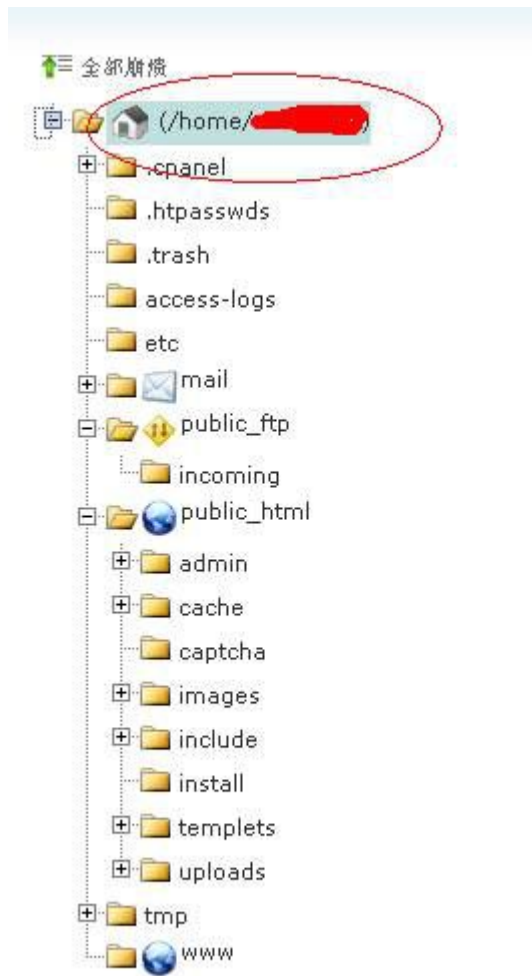 全部崩溃
(/home/ )
.cpanel
.htpasswds
.trash
access-logs
etc
mail
public_ftp
incoming
public_html
admin
cache
captcha
images
include
install
templets
uploads
tmp
www